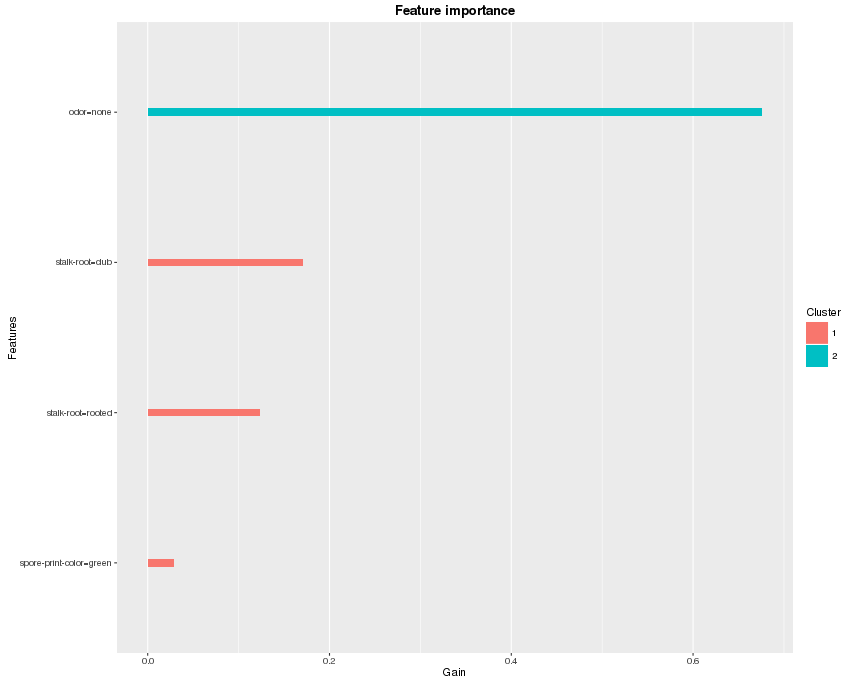 Feature importance
odor=none
stalk-root=club
stalk-root=rooted
spore-print-color=green
Features
0.0
0.2
0.4
0.6
Gain
Cluster
1
2